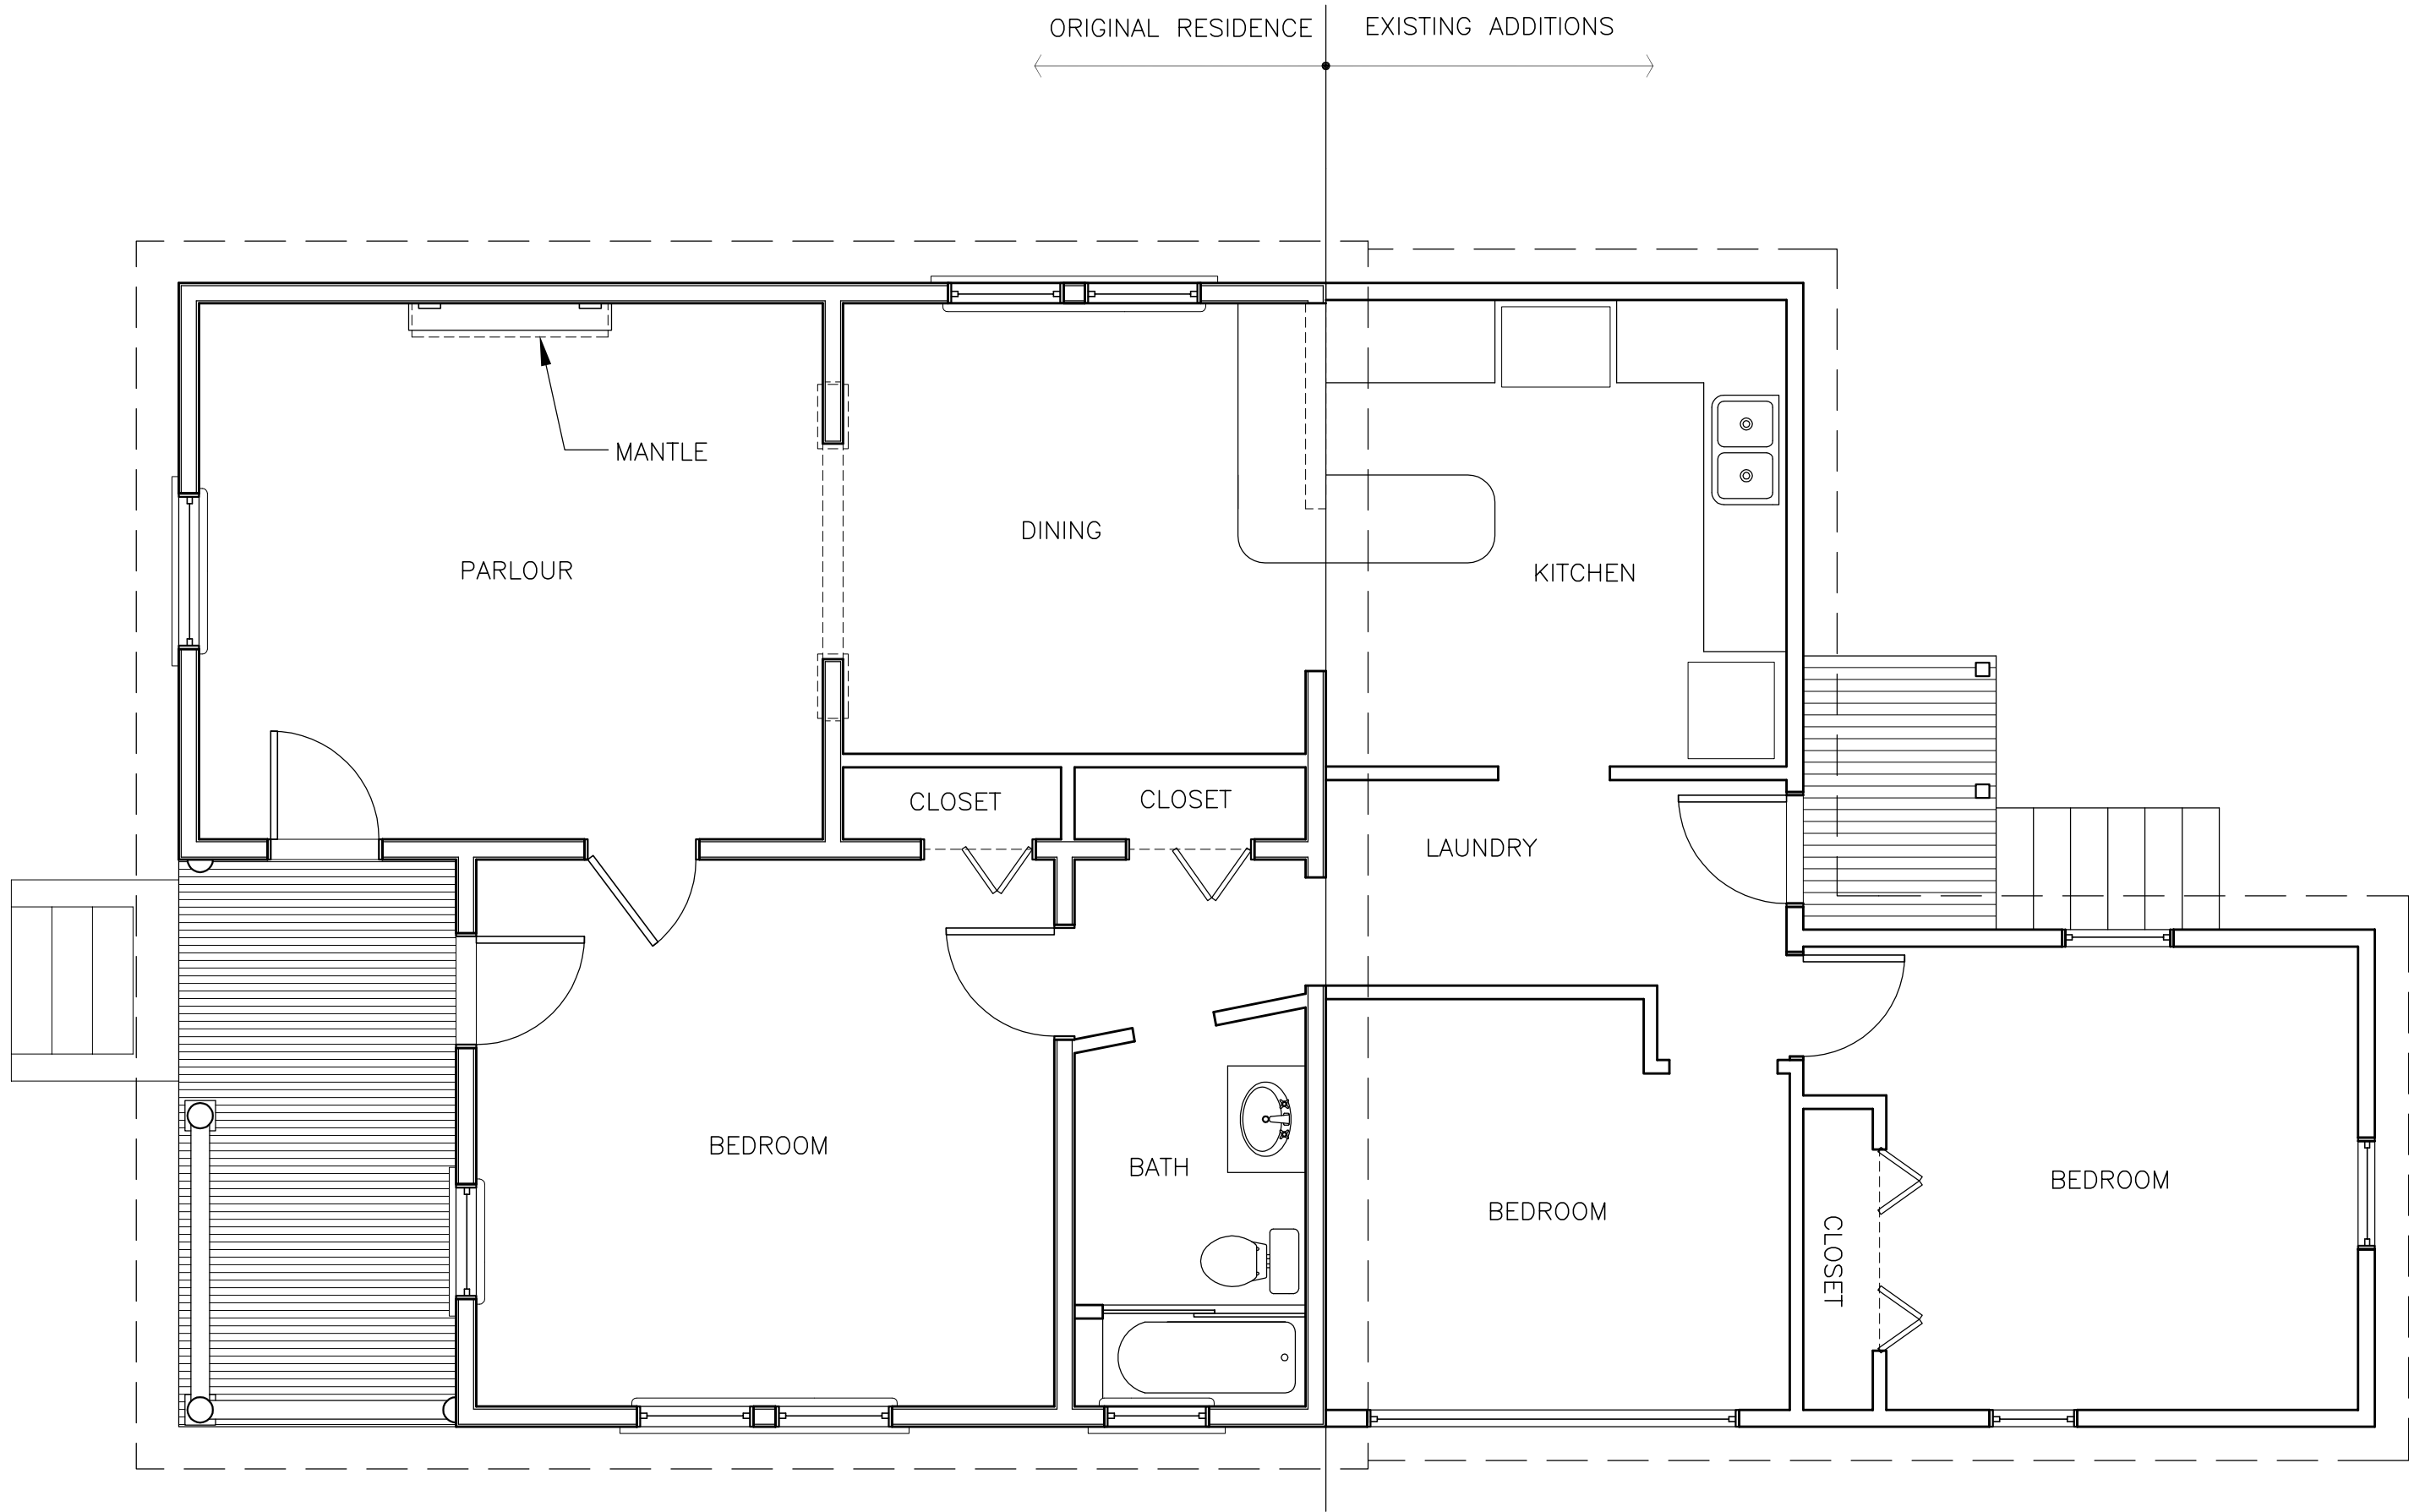 ORIGINAL RESIDENCE
EXISTING ADDITIONS
MANTLE
DINING
PARLOUR
KITCHEN
CLOSET
CLOSET
LAUNDRY
BEDROOM
BATH
BEDROOM
CLOSET
BEDROOM